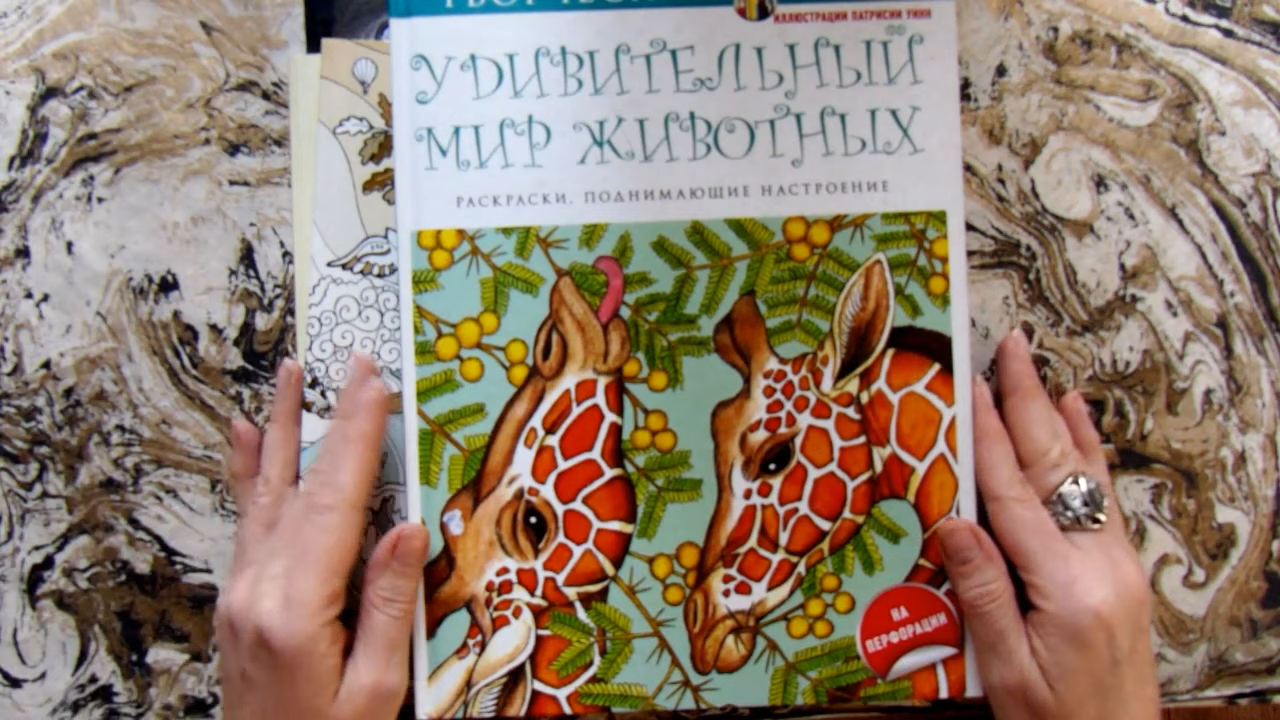 ИЛЛЮСТРАЦИИ ПАТРИСИИ УИНН
УДИВИТЕЛЬНЫЙ
МИР ЖИВОТНЫХ
РАСКРАСКИ, ПОДНИМАЮЩИЕ НАСТРОЕНИЕ
НА
ПЕРФОРАЦИИ